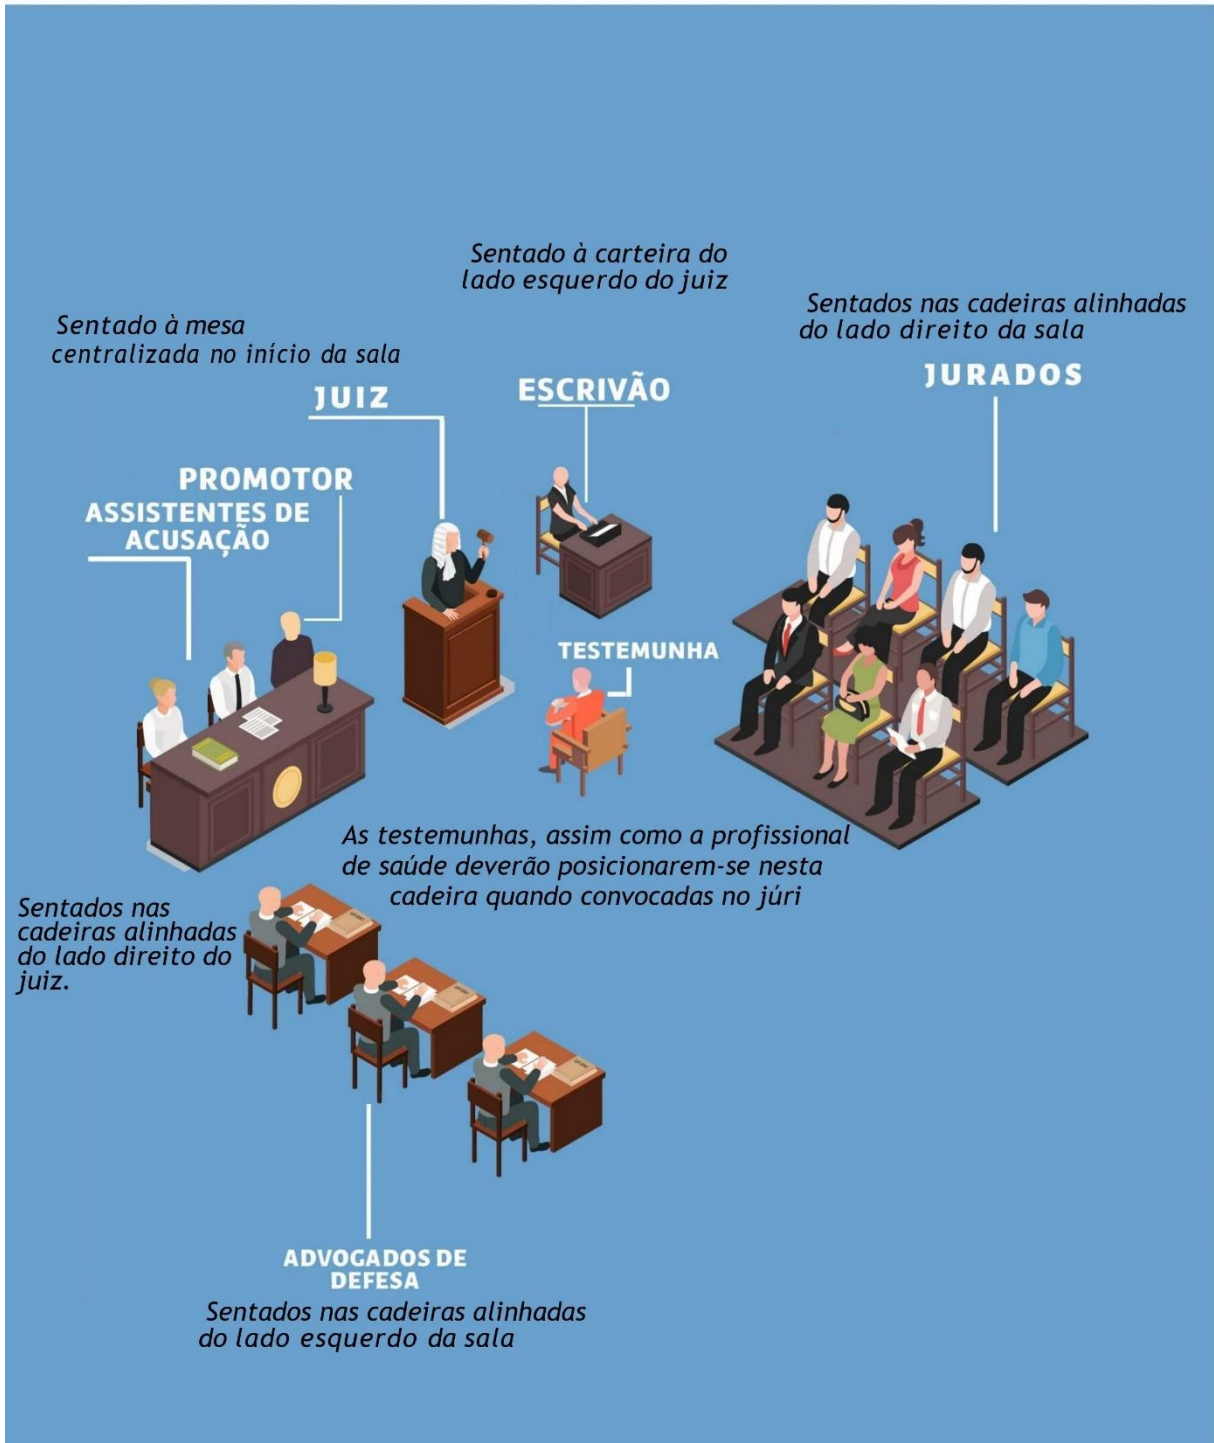 Sentado à carteira do
lado esquerdo do juiz
Sentados nas cadeiras alinhadas
do lado direito da sala
Sentado à mesa
centralizada no início da sala
JURADOS
ESCRIVÃO
JUIZ
PROMOTOR
ASSISTENTES DE
ACUSAÇÃO
TESTEMUNHA
As testemunhas, assim como a profissional
de saúde deverão posicionarem-se nesta
cadeira quando convocadas no júri
Sentados nas
cadeiras alinhadas
do lado direito do
juiz.
ADVOGADOS DE
DEFESA
Sentados nas cadeiras alinhadas
do lado esquerdo da sala